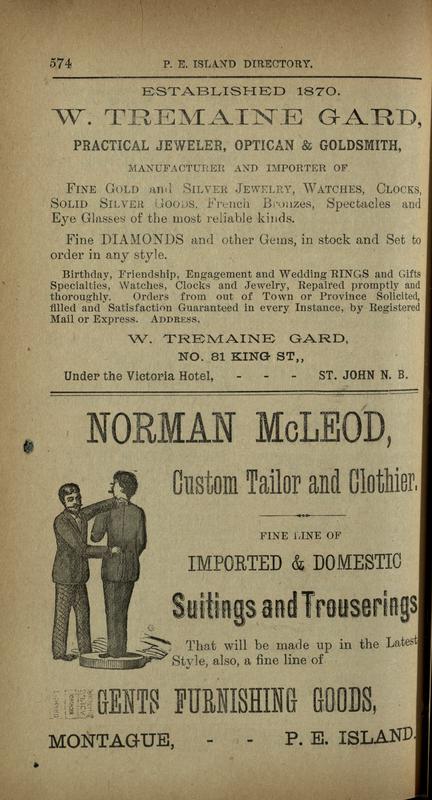 574 P. E. ISLAND DIRECTORY.
ESTABLISHED 1870.
W. TREMAINE GARD,
PRACTICAL JEWELER, OPTICAN & GOLDSMITH,
MANUFACTURER AND IMPORTER OF
FINE GOLD and SILVER JEWELRY, WATCHES, CLOCKS,
SOLID SILVER GOODS, French Bronzes, Spectacles and
Eye Glasses of the most reliable kinds.
Fine DIAMONDS and other Gems, in stock and Set to
order in any style.
Birthday, Friendship, Engagement and Wedding RINGS and Gifts
Specialties, Watches, Clocks and Jewelry, Repaired promptly and
thoroughly. Orders from out of Town or Province Solicited,
filled and Satisfaction Guaranteed in every Instance, by Registered
Mail or Express. ADDRESS,
W. TREMAINE GARD,
NO. 81 KING ST,,
Under the Victoria Hotel, - - - ST. JOHN N. B.
NORMAN McLEOD,
Custom Tailor and Clothier.
FINE LINE OF
IMPORTED & DOMESTIC
Suitings and Trouserings
That will be made up in the Latest
Style, also, a fine line of
GENTS FURNISHING GOODS,
MONTAGUE, - - P. E. ISLAND.